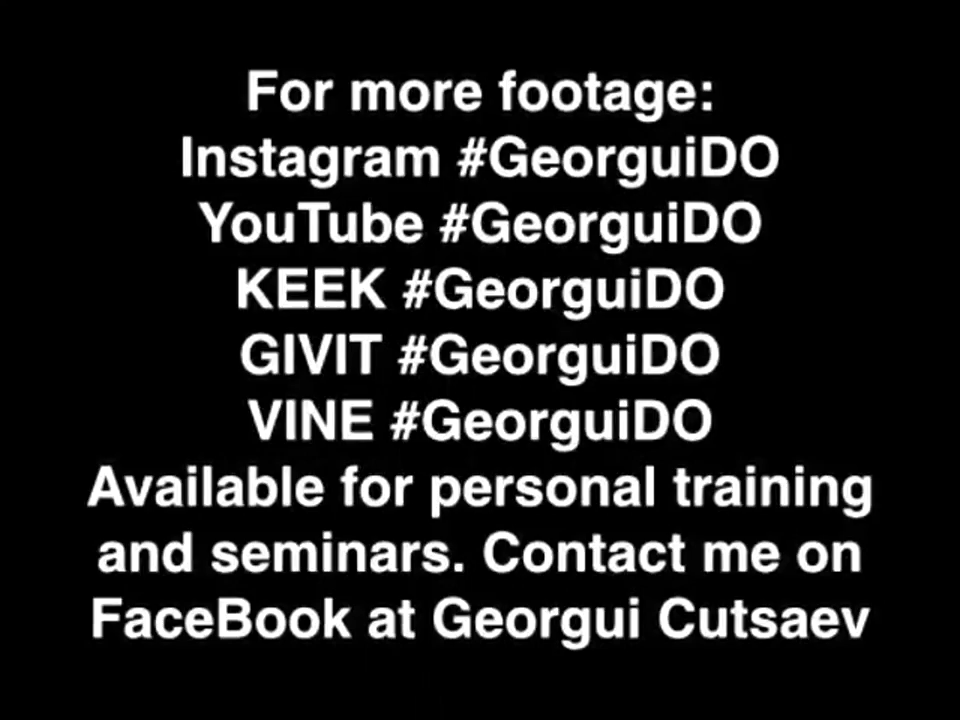 For more footage:
Instagram #GeorguiDO
YouTube #GeorguiDO
KEEK #GeorguiDO
GIVIT #GeorguiDO
VINE #GeorguiDO
Available for personal training
and seminars. Contact me on
FaceBook at Georgui Cutsaev